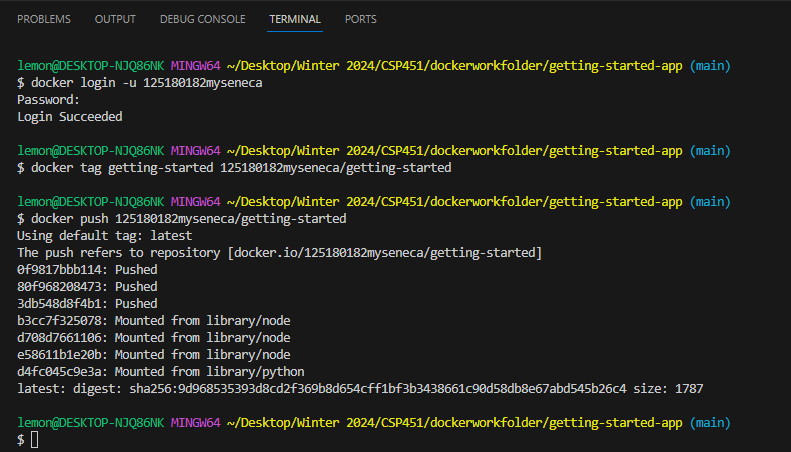 PROBLEMS OUTPUT DEBUG CONSOLE TERMINAL PORTS
lemon@DESKTOP-NJQ86NK MINGW64 ~/Desktop/Winter 2024/CSP451/dockerworkfolder/getting-started-app (main)
$ docker login -u 125180182myseneca
Password:
Login Succeeded
lemon@DESKTOP-NJQ86NK MINGW64 ~/Desktop/Winter 2024/CSP451/dockerworkfolder/getting-started-app (main)
$ docker tag getting-started 125180182myseneca/getting-started
lemon@DESKTOP-NJQ86NK MINGW64 ~/Desktop/Winter 2024/CSP451/dockerworkfolder/getting-started-app (main)
$ docker push 125180182myseneca/getting-started
Using default tag: latest
The push refers to repository [docker.io/125180182myseneca/getting-started]
0f9817bbb114: Pushed
80f968208473: Pushed
3db548d8f4b1: Pushed
b3cc7f325078: Mounted from library/node
d708d7661106: Mounted from library/node
e58611b1e20b: Mounted from library/node
d4fc045c9e3a: Mounted from library/python
latest: digest: sha256:9d968535393d8cd2f369b8d654cff1bf3b3438661c90d58db8e67abd545b26c4 size: 1787
lemon@DESKTOP-NJQ86NK MINGW64 ~/Desktop/Winter 2024/CSP451/dockerworkfolder/getting-started-app (main)
$